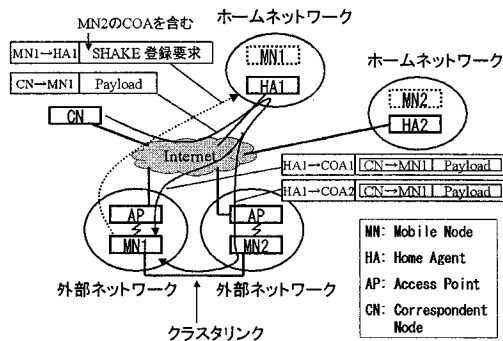 MN2のCOAを含む
ホームネットワーク
MN1→HA1 SHAKE 登録要求
MN1
HA1
CN→MN1 Payload
ホームネットワーク
MN2
HA2
CN
Internet
HA1→COA1 CN→MN1 Payload
HA1→COA2 CN→MN1 Payload
AP
AP
MN1
MN2
外部ネットワーク
外部ネットワーク
クラスタリンク
MN: Mobile Node
HA: Home Agent
AP: Access Point
CN: Correspondent
Node